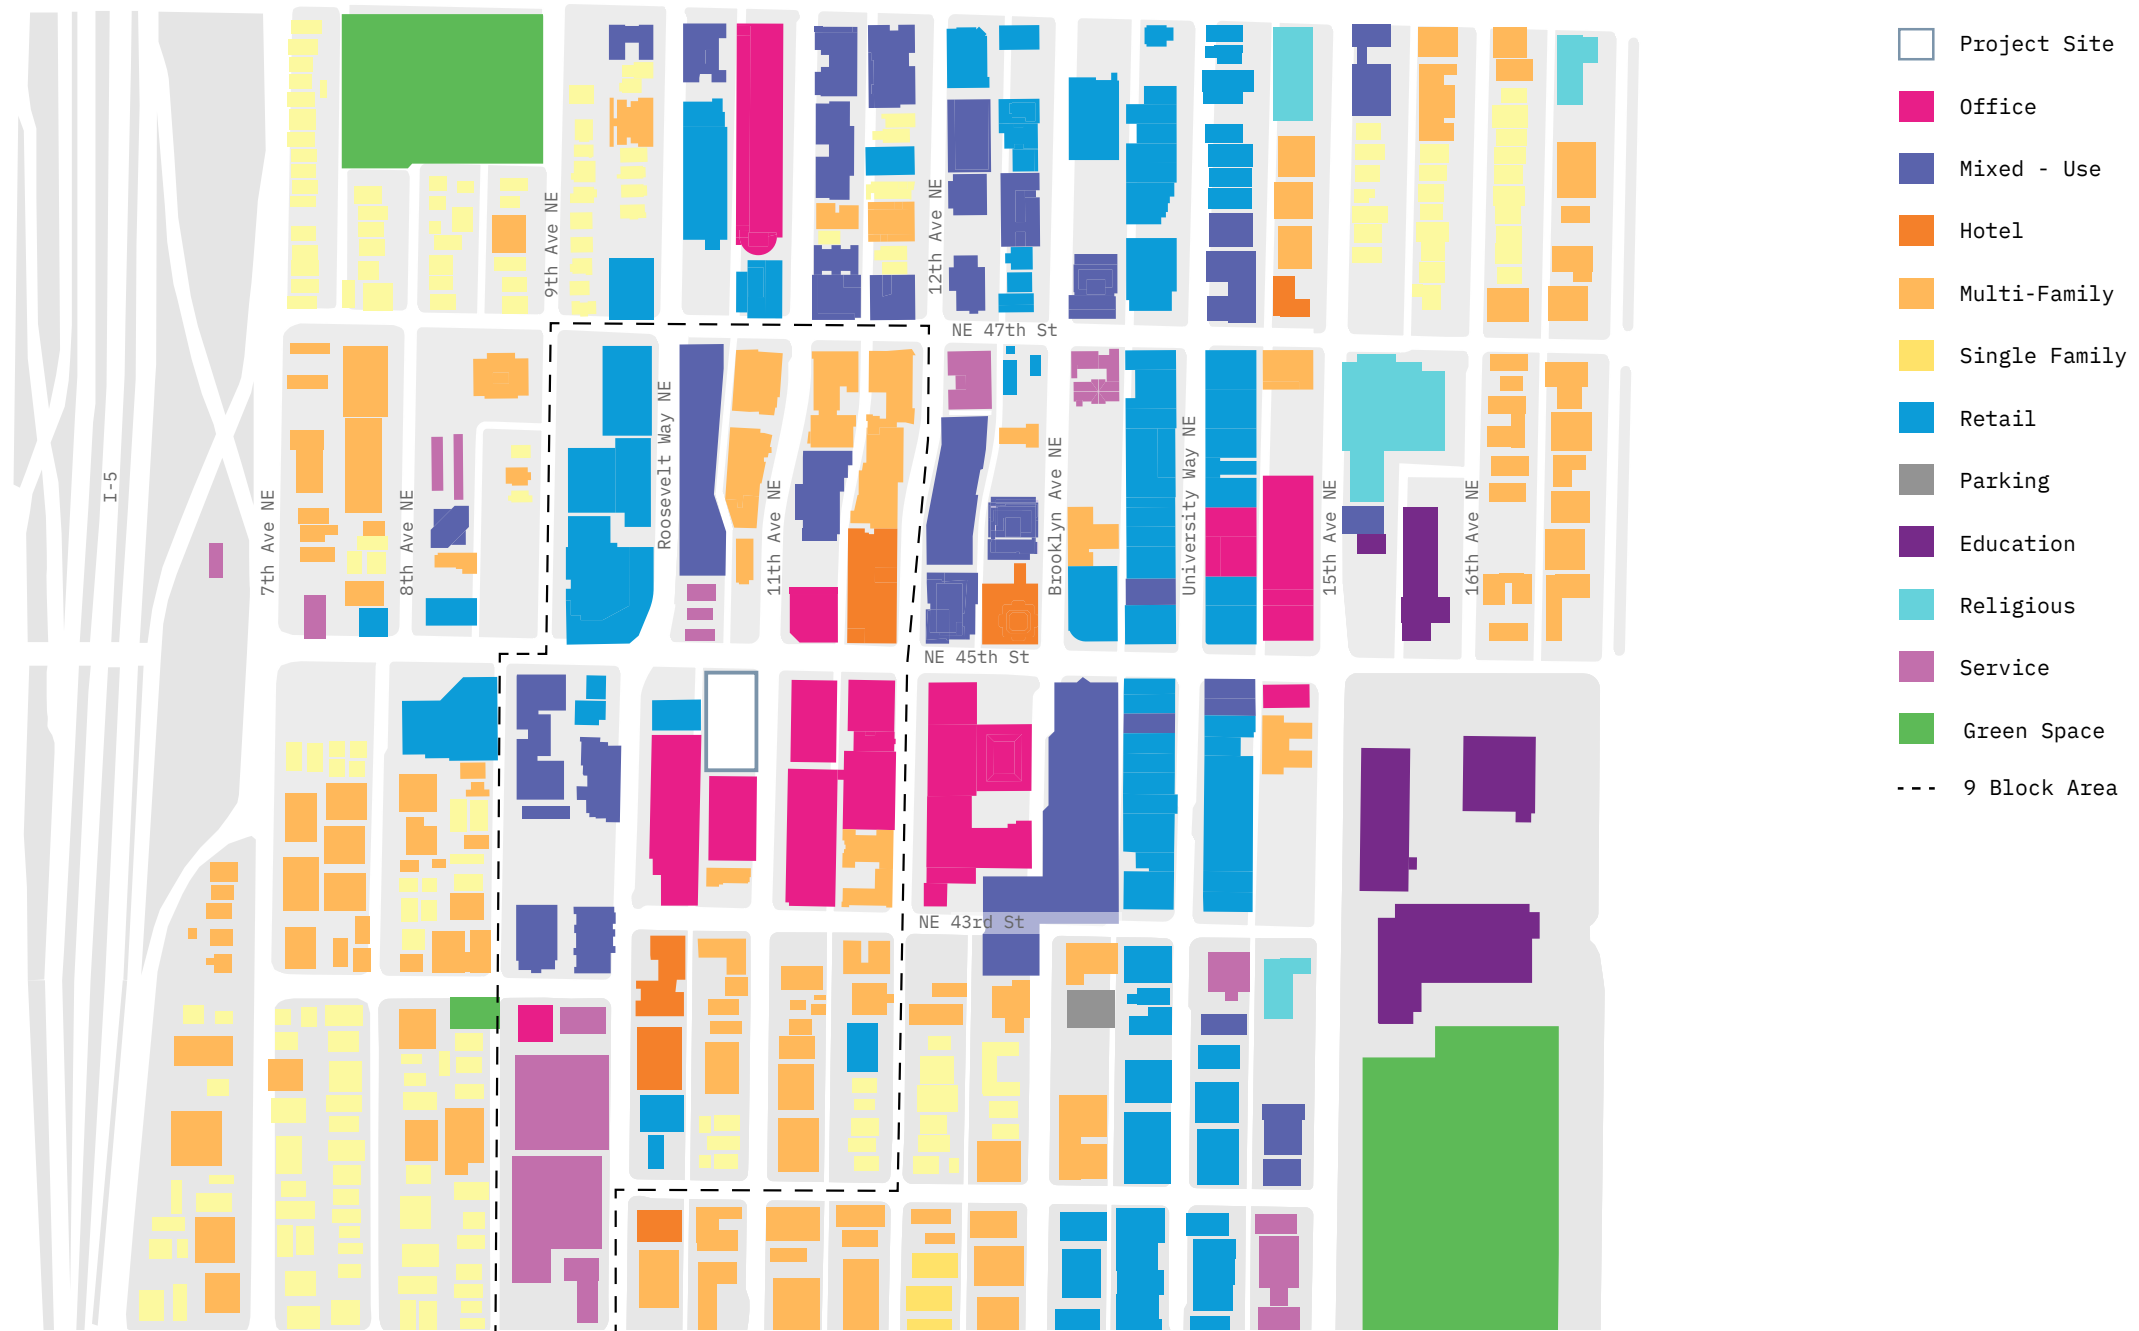 Project Site
Office
Mixed - Use
Hotel
Multi-Family
Single Family
Retail
Parking
Education
Religious
Service
Green Space
9 Block Area
9th Ave NE
12th Ave NE
NE 47th St
I-5
7th Ave NE
8th Ave NE
Roosevelt Way NE
11th Ave NE
Brooklyn Ave NE
University Way NE
15th Ave NE
16th Ave NE
NE 45th St
NE 43rd St